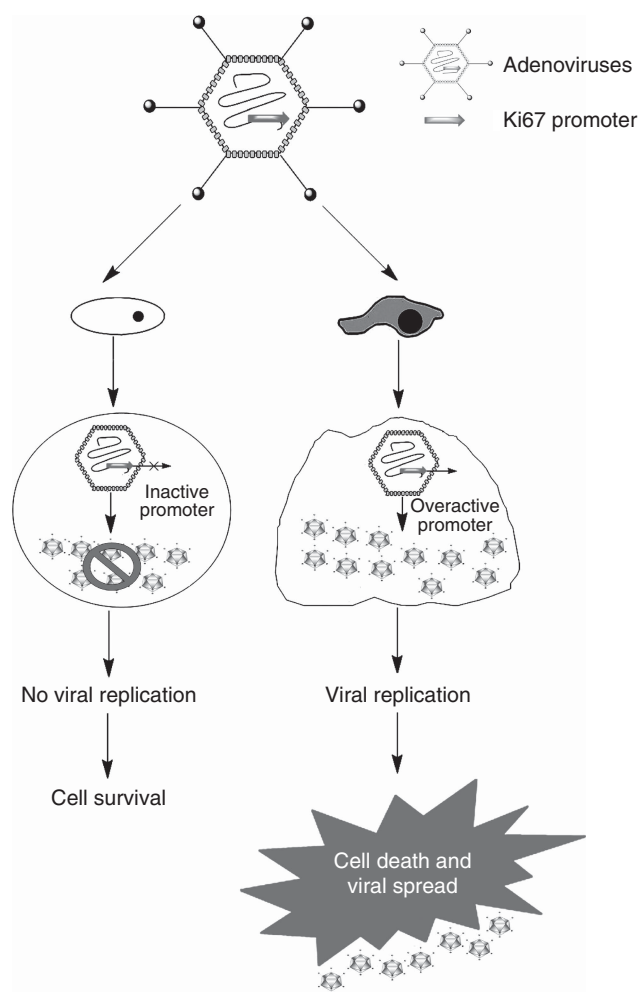 Adenoviruses
Ki67 promoter
Inactive
promoter
Overactive
promoter
No viral replication
Viral replication
Cell survival
Cell death and
viral spread